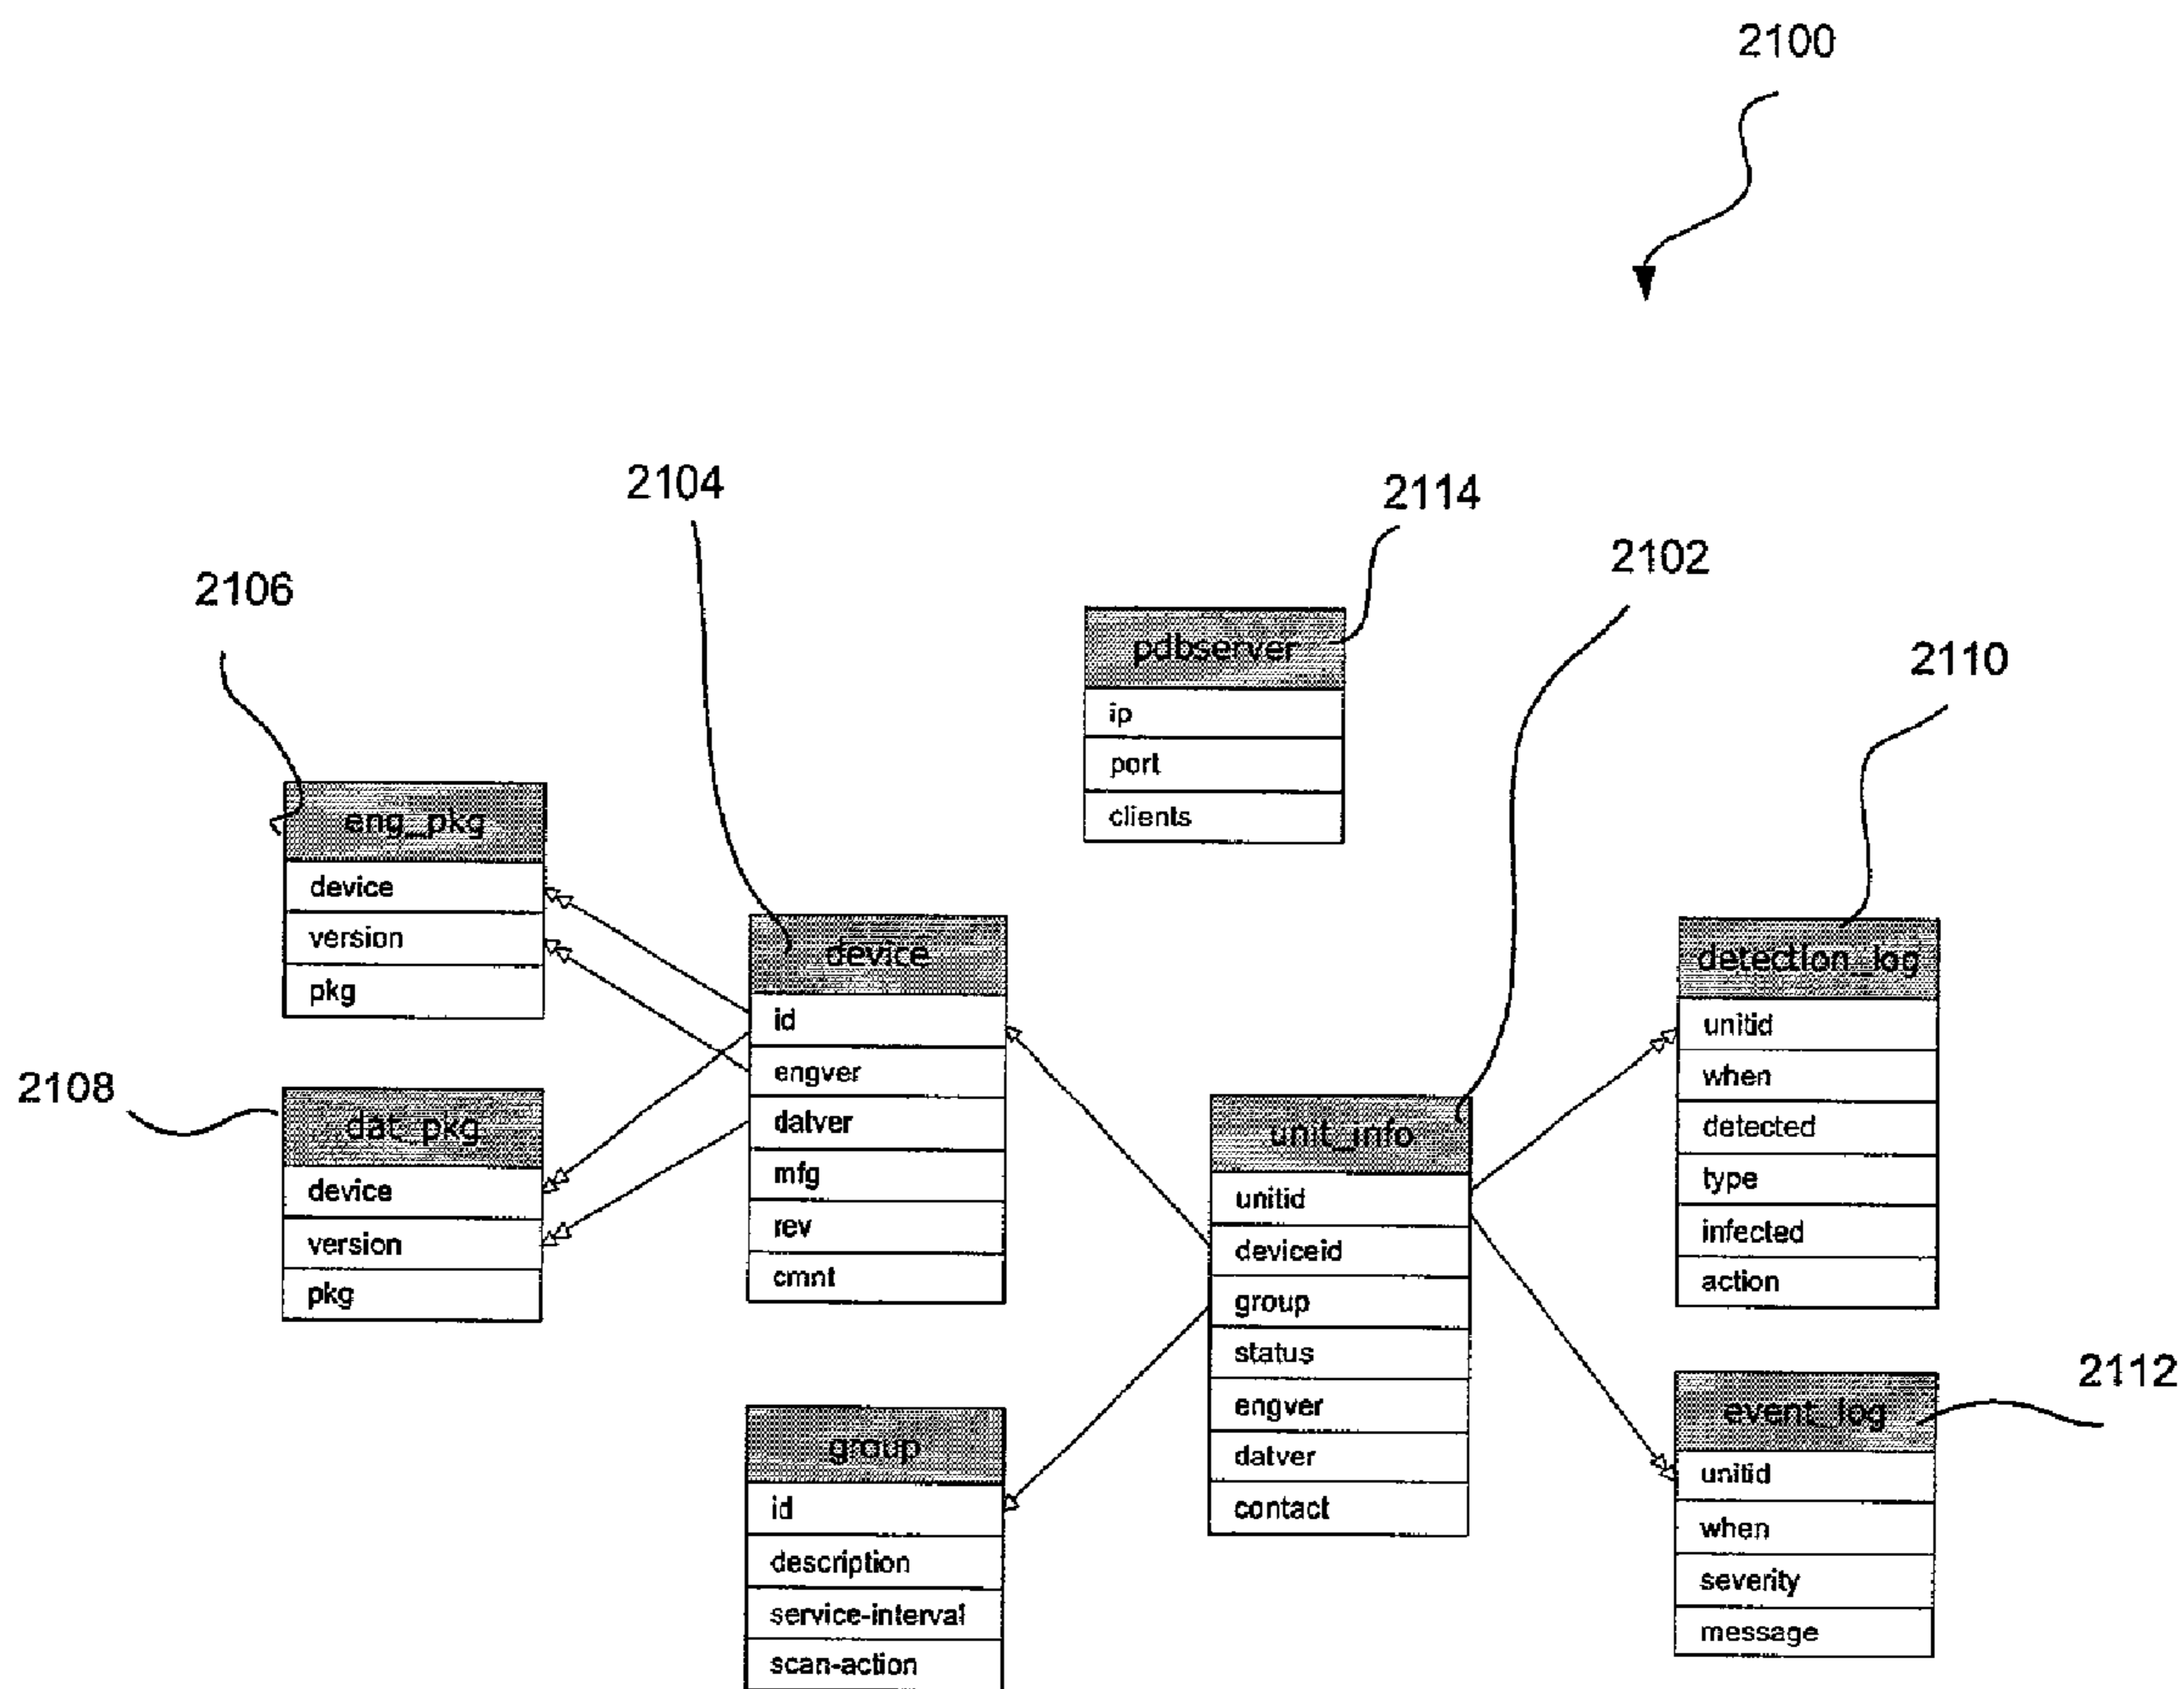 2100
2104
2114
2102
2106
2110
pdbserver
ip
port
clients
eng_pkg
device
version
pkg
device
id
engver
datver
mfg
rev
cmnt
detection_log
unitid
when
detected
type
infected
action
2108
dat_pkg
device
version
pkg
unit_info
unitid
deviceid
group
status
engver
datver
contact
2112
event_log
unitid
when
severity
message
group
id
description
service-interval
scan-action